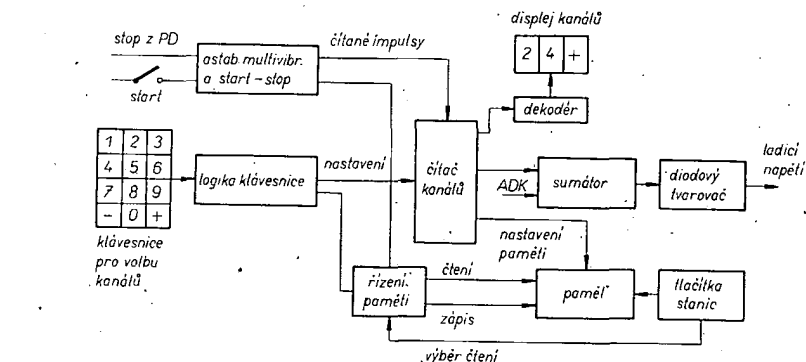 displej kanálů
stop z PD
start
astab. multivibr.
a start – stop
čítané impulsy
2 4 +
dekodér
1 2 3
4 5 6
7 8 9
– 0 +
klávesnice
pro volbu
kanálů
logika klávesnice
nastavení
čítač
kanálů
ADK
sumátor
diodový
tvarovač
ladicí
napětí
nastavení
paměti
řízení
paměti
čtení
zápis
paměť
tlačítka
stanic
výběr čtení